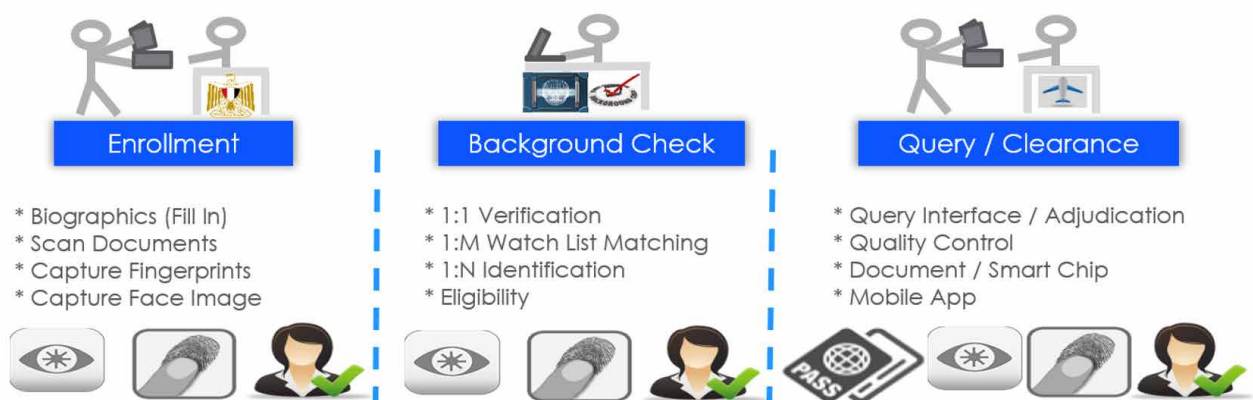 Enrollment
* Biographics (Fill In)
* Scan Documents
* Capture Fingerprints
* Capture Face Image
Background Check
* 1:1 Verification
* 1:M Watch List Matching
* 1:N Identification
* Eligibility
Query / Clearance
* Query Interface / Adjudication
* Quality Control
* Document / Smart Chip
* Mobile App
PASS